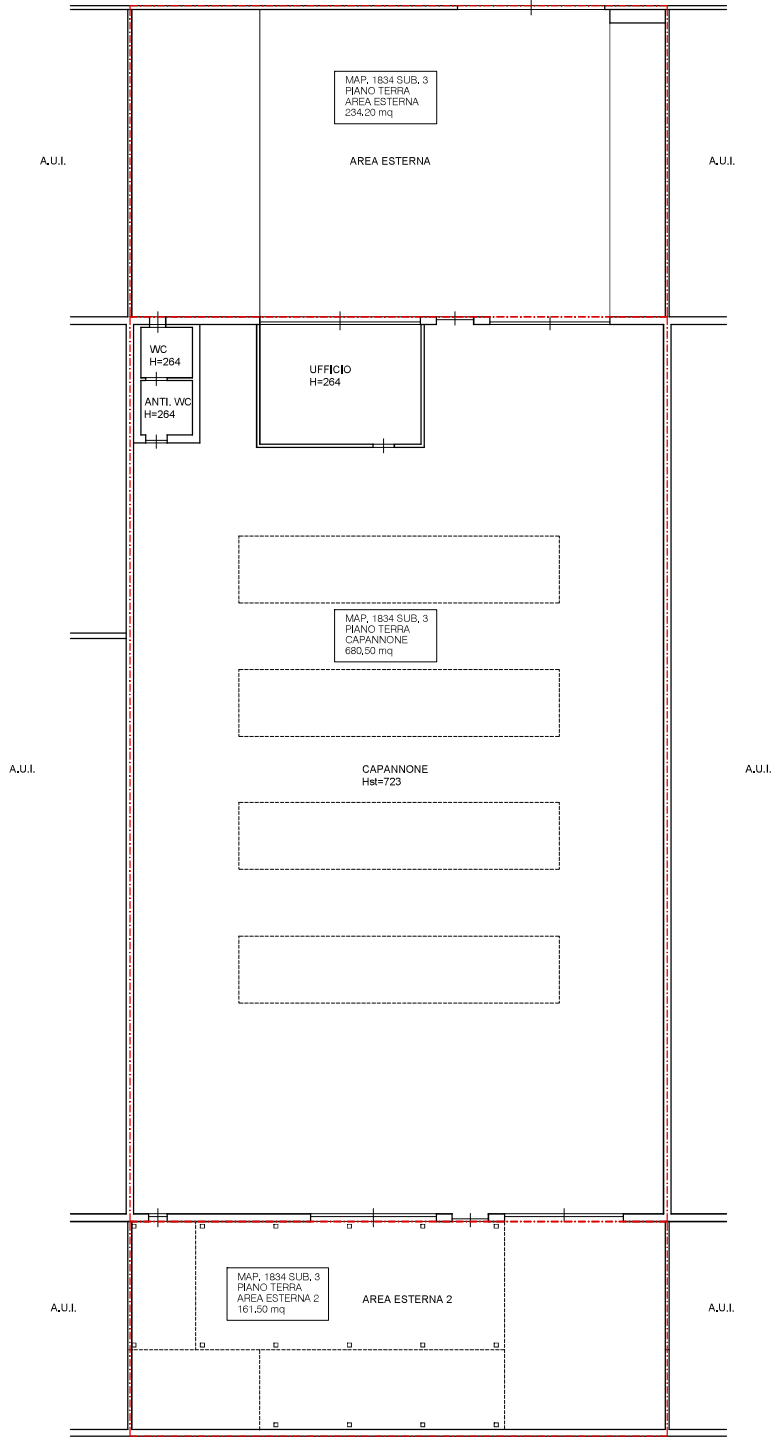 MAP. 1834 SUB. 3
PIANO TERRA
AREA ESTERNA
234.20 mq
A.U.I.
AREA ESTERNA
A.U.I.
WC
H=264
UFFICIO
H=264
ANTI. WC
H=264
MAP. 1834 SUB. 3
PIANO TERRA
CAPANNONE
680.50 mq
A.U.I.
CAPANNONE
Hst=723
A.U.I.
MAP. 1834 SUB. 3
PIANO TERRA
AREA ESTERNA 2
161.50 mq
AREA ESTERNA 2
A.U.I.
A.U.I.